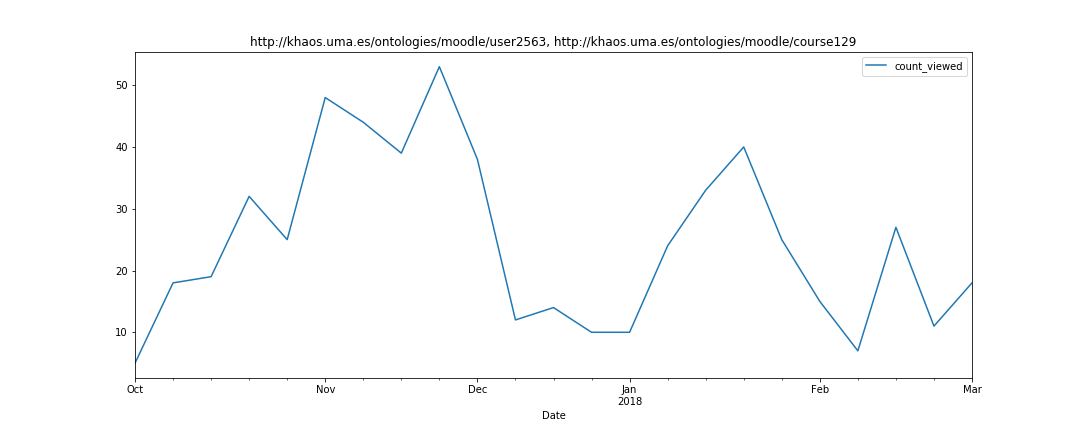 http://khaos.uma.es/ontologies/moodle/user2563, http://khaos.uma.es/ontologies/moodle/course129
count_viewed
50
40
30
20
10
Oct
Nov
Dec
Jan
2018
Feb
Mar
Date